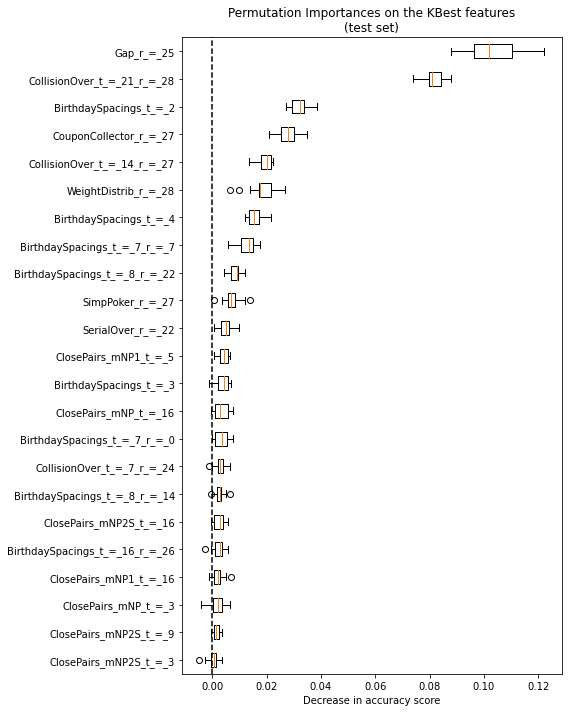 Permutation Importances on the KBest features
(test set)
Gap_r_=_25
CollisionOver_t_=_21_r_=_28
BirthdaySpacings_t_=_2
CouponCollector_r_=_27
CollisionOver_t_=_14_r_=_27
WeightDistrib_r_=_28
BirthdaySpacings_t_=_4
BirthdaySpacings_t_=_7_r_=_7
BirthdaySpacings_t_=_8_r_=_22
SimpPoker_r_=_27
SerialOver_r_=_22
ClosePairs_mNP1_t_=_5
BirthdaySpacings_t_=_3
ClosePairs_mNP_t_=_16
BirthdaySpacings_t_=_7_r_=_0
CollisionOver_t_=_7_r_=_24
BirthdaySpacings_t_=_8_r_=_14
ClosePairs_mNP2S_t_=_16
BirthdaySpacings_t_=_16_r_=_26
ClosePairs_mNP1_t_=_16
ClosePairs_mNP_t_=_3
ClosePairs_mNP2S_t_=_9
ClosePairs_mNP2S_t_=_3
0.00 0.02 0.04 0.06 0.08 0.10 0.12
Decrease in accuracy score